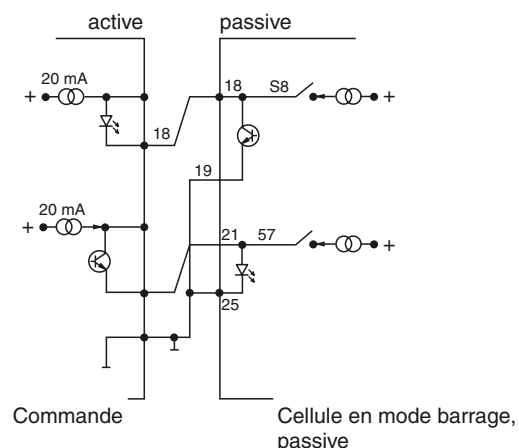 active
passive
20 mA
+
18
S8
+
18
19
20 mA
+
21
57
+
25
Commande
Cellule en mode barrage,
passive